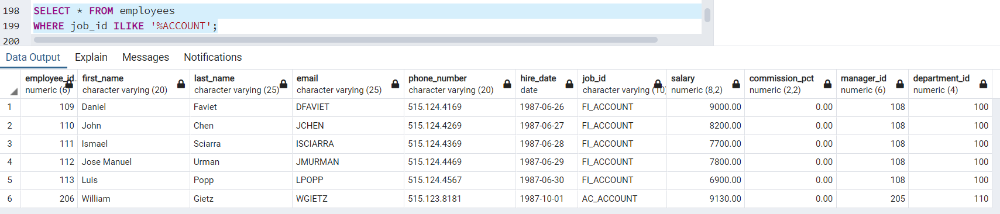 198 SELECT * FROM employees
199 WHERE job_id ILIKE '%ACCOUNT';
200
Data Output Explain Messages Notifications
employee_id.. first_name last_name email phone_number hire_date job_id salary commission_pct manager_id department_id
numeric (6) character varying (20) character varying (25) character varying (25) character varying (20) date character varying (10) numeric (8,2) numeric (2,2) numeric (6) numeric (4)
1 109 Daniel Faviet DFAVIET 515.124.4169 1987-06-26 FI_ACCOUNT 9000.00 0.00 108 100
2 110 John Chen JCHEN 515.124.4269 1987-06-27 FI_ACCOUNT 8200.00 0.00 108 100
3 111 Ismael Sciarra ISCIARRA 515.124.4369 1987-06-28 FI_ACCOUNT 7700.00 0.00 108 100
4 112 Jose Manuel Urman JMURMAN 515.124.4469 1987-06-29 FI_ACCOUNT 7800.00 0.00 108 100
5 113 Luis Popp LPOPP 515.124.4567 1987-06-30 FI_ACCOUNT 6900.00 0.00 108 100
6 206 William Gietz WGIETZ 515.123.8181 1987-10-01 AC_ACCOUNT 9130.00 0.00 205 110